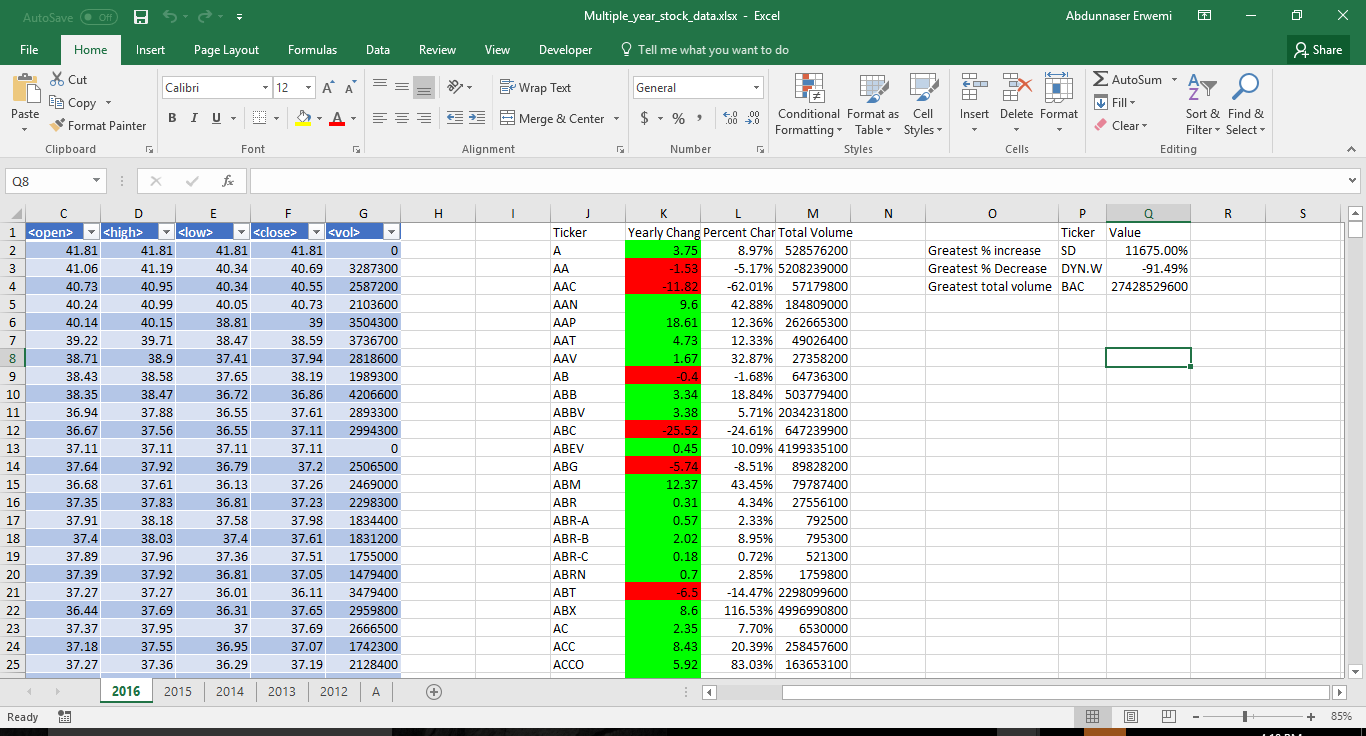 AutoSave Off Multiple_year_stock_data.xlsx - Excel Abdunnaser Erwemi
File Home Insert Page Layout Formulas Data Review View Developer Tell me what you want to do Share
Cut
Copy
Format Painter
Paste
Clipboard
Calibri 12
B I U
Font
Wrap Text
Merge & Center
Alignment
General
$ % ,
Number
Conditional Formatting
Format as Table
Cell Styles
Styles
Insert Delete Format
Cells
AutoSum
Fill
Clear
Sort & Filter
Find & Select
Editing
Q8 fx
C D E F G H I J K L M N O P Q R S
1 <open> <high> <low> <close> <vol> Ticker Yearly Chang Percent Char Total Volume Ticker Value
2 41.81 41.81 41.81 41.81 0 A 3.75 8.97% 528576200 Greatest % increase SD 11675.00%
3 41.06 41.19 40.34 40.69 3287300 AA -1.53 -5.17% 5208239000 Greatest % Decrease DYN.W -91.49%
4 40.73 40.95 40.34 40.55 2587200 AAC -11.82 -62.01% 57179800 Greatest total volume BAC 27428529600
5 40.24 40.99 40.05 40.73 2103600 AAN 9.6 42.88% 184809000
6 40.14 40.15 38.81 39 3504300 AAP 18.61 12.36% 262665300
7 39.22 39.71 38.47 38.59 3736700 AAT 4.73 12.33% 49026400
8 38.71 38.9 37.41 37.94 2818600 AAV 1.67 32.87% 27358200
9 38.43 38.58 37.65 38.19 1989300 AB -0.4 -1.68% 64736300
10 38.35 38.47 36.72 36.86 4206600 ABB 3.34 18.84% 503779400
11 36.94 37.88 36.55 37.61 2893300 ABBV 3.38 5.71% 2034231800
12 36.67 37.56 36.55 37.11 2994300 ABC -25.52 -24.61% 647239900
13 37.11 37.11 37.11 37.11 0 ABEV 0.45 10.09% 4199335100
14 37.64 37.92 36.79 37.2 2506500 ABG -5.74 -8.51% 89828200
15 36.68 37.61 36.13 37.26 2469000 ABM 12.37 43.45% 79787400
16 37.35 37.83 36.81 37.23 2298300 ABR 0.31 4.34% 27556100
17 37.91 38.18 37.58 37.98 1834400 ABR-A 0.57 2.33% 792500
18 37.4 38.03 37.4 37.61 1831200 ABR-B 2.02 8.95% 795300
19 37.89 37.96 37.36 37.51 1755000 ABR-C 0.18 0.72% 521300
20 37.39 37.92 36.81 37.05 1479400 ABRN 0.7 2.85% 1759800
21 37.27 37.27 36.01 36.11 3479400 ABT -6.5 -14.47% 2298099600
22 36.44 37.69 36.31 37.65 2959800 ABX 8.6 116.53% 4996990800
23 37.37 37.95 37 37.69 2666500 AC 2.35 7.70% 6530000
24 37.18 37.55 36.95 37.07 1742300 ACC 8.43 20.39% 258457600
25 37.27 37.36 36.29 37.19 2128400 ACCO 5.92 83.03% 163653100
2016 2015 2014 2013 2012 A
Ready 85%